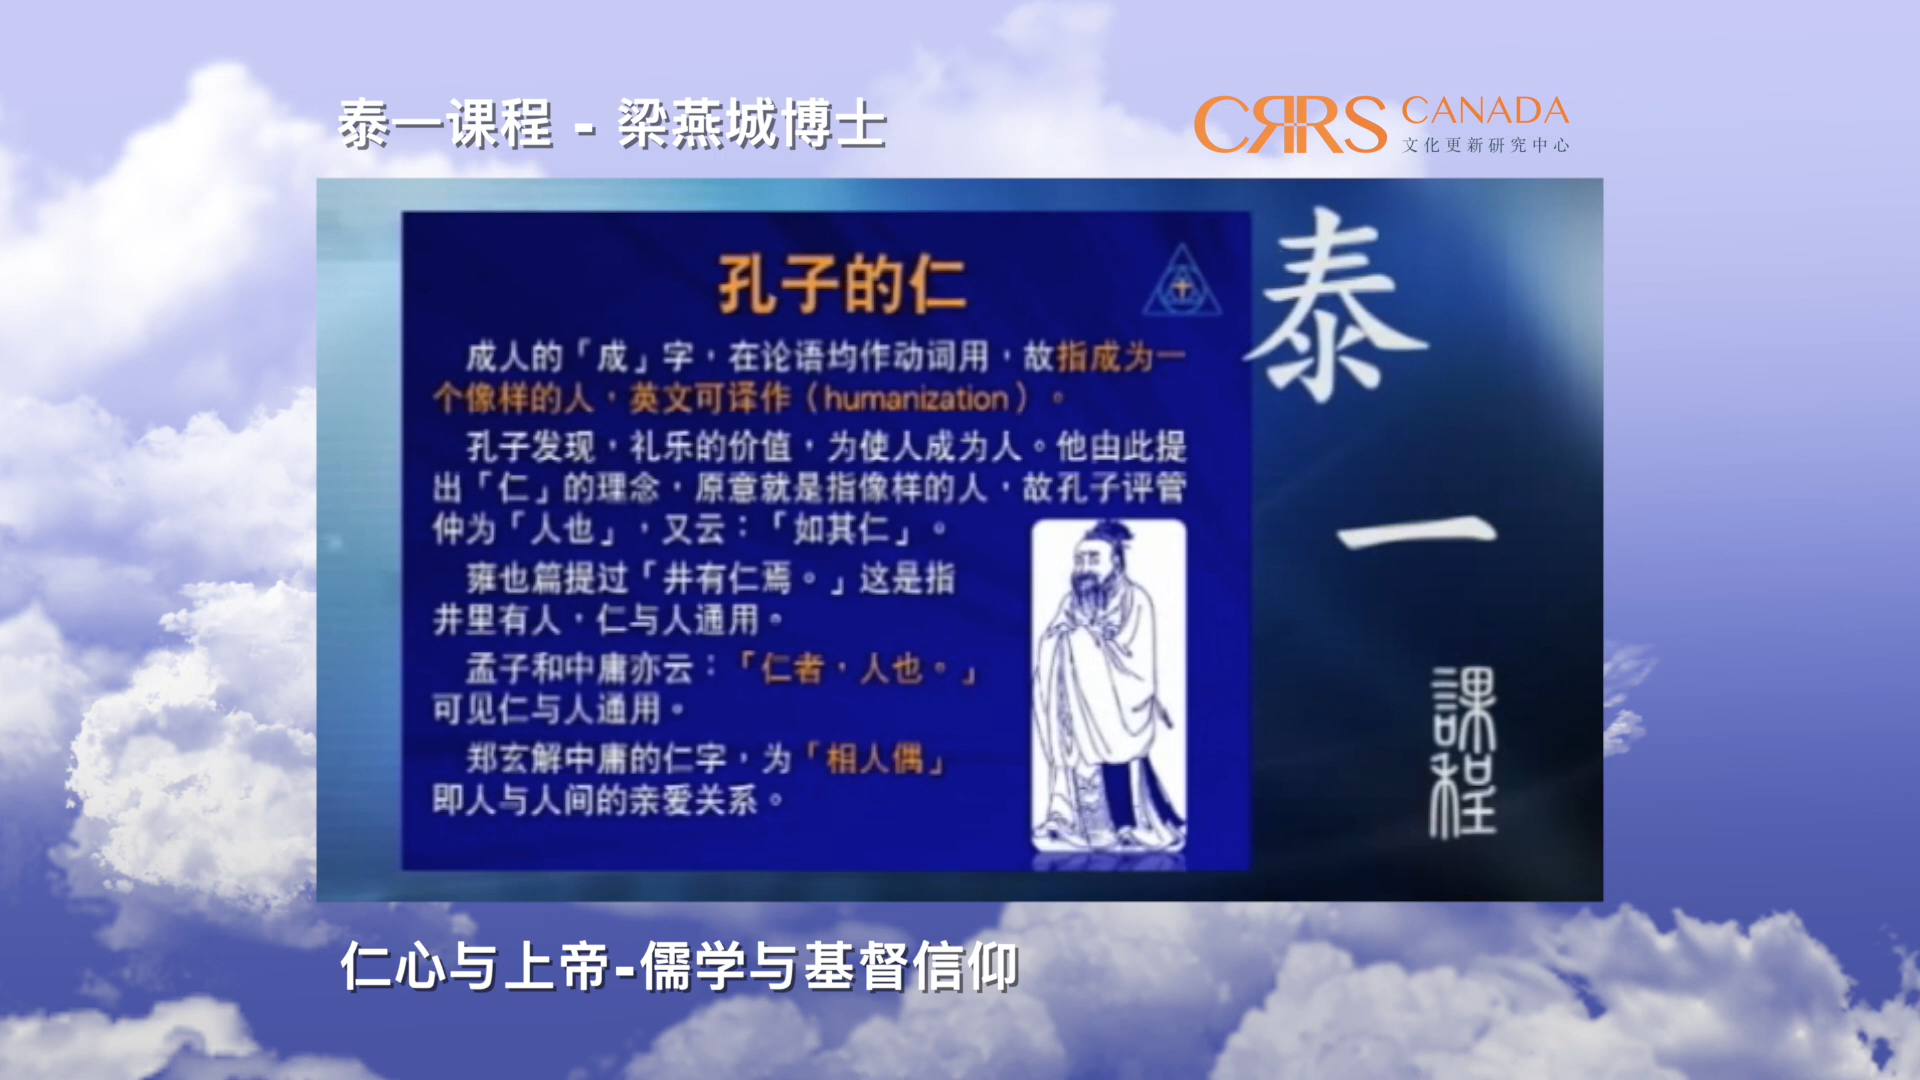 泰一课程 - 梁燕城博士
CRRS CANADA
文化更新研究中心
孔子的仁
成人的「成」字，在论语均作动词用，故指成为一
个像样的人，英文可译作（humanization）。
孔子发现，礼乐的价值，为使人成为人。他由此提
出「仁」的理念，原意就是指像样的人，故孔子评管
仲为「人也」，又云：「如其仁」。
雍也篇提过「井有仁焉。」这是指
井里有人，仁与人通用。
孟子和中庸亦云：「仁者，人也。」
可见仁与人通用。
郑玄解中庸的仁字，为「相人偶」
即人与人间的亲爱关系。
泰
一
課程
仁心与上帝-儒学与基督信仰